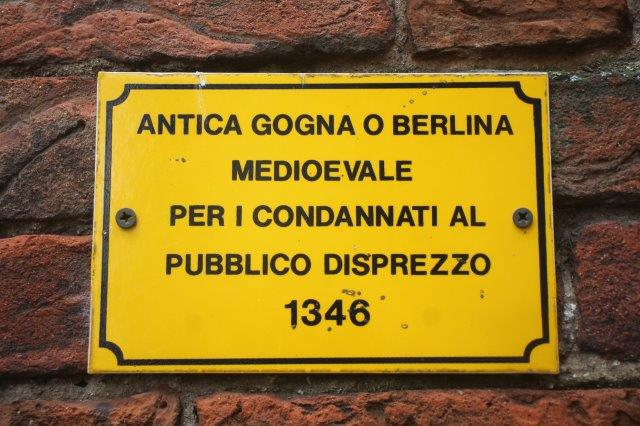 ANTICA GOGNA O BERLINA
MEDIOEVALE
PER I CONDANNATI AL
PUBBLICO DISPREZZO
1346